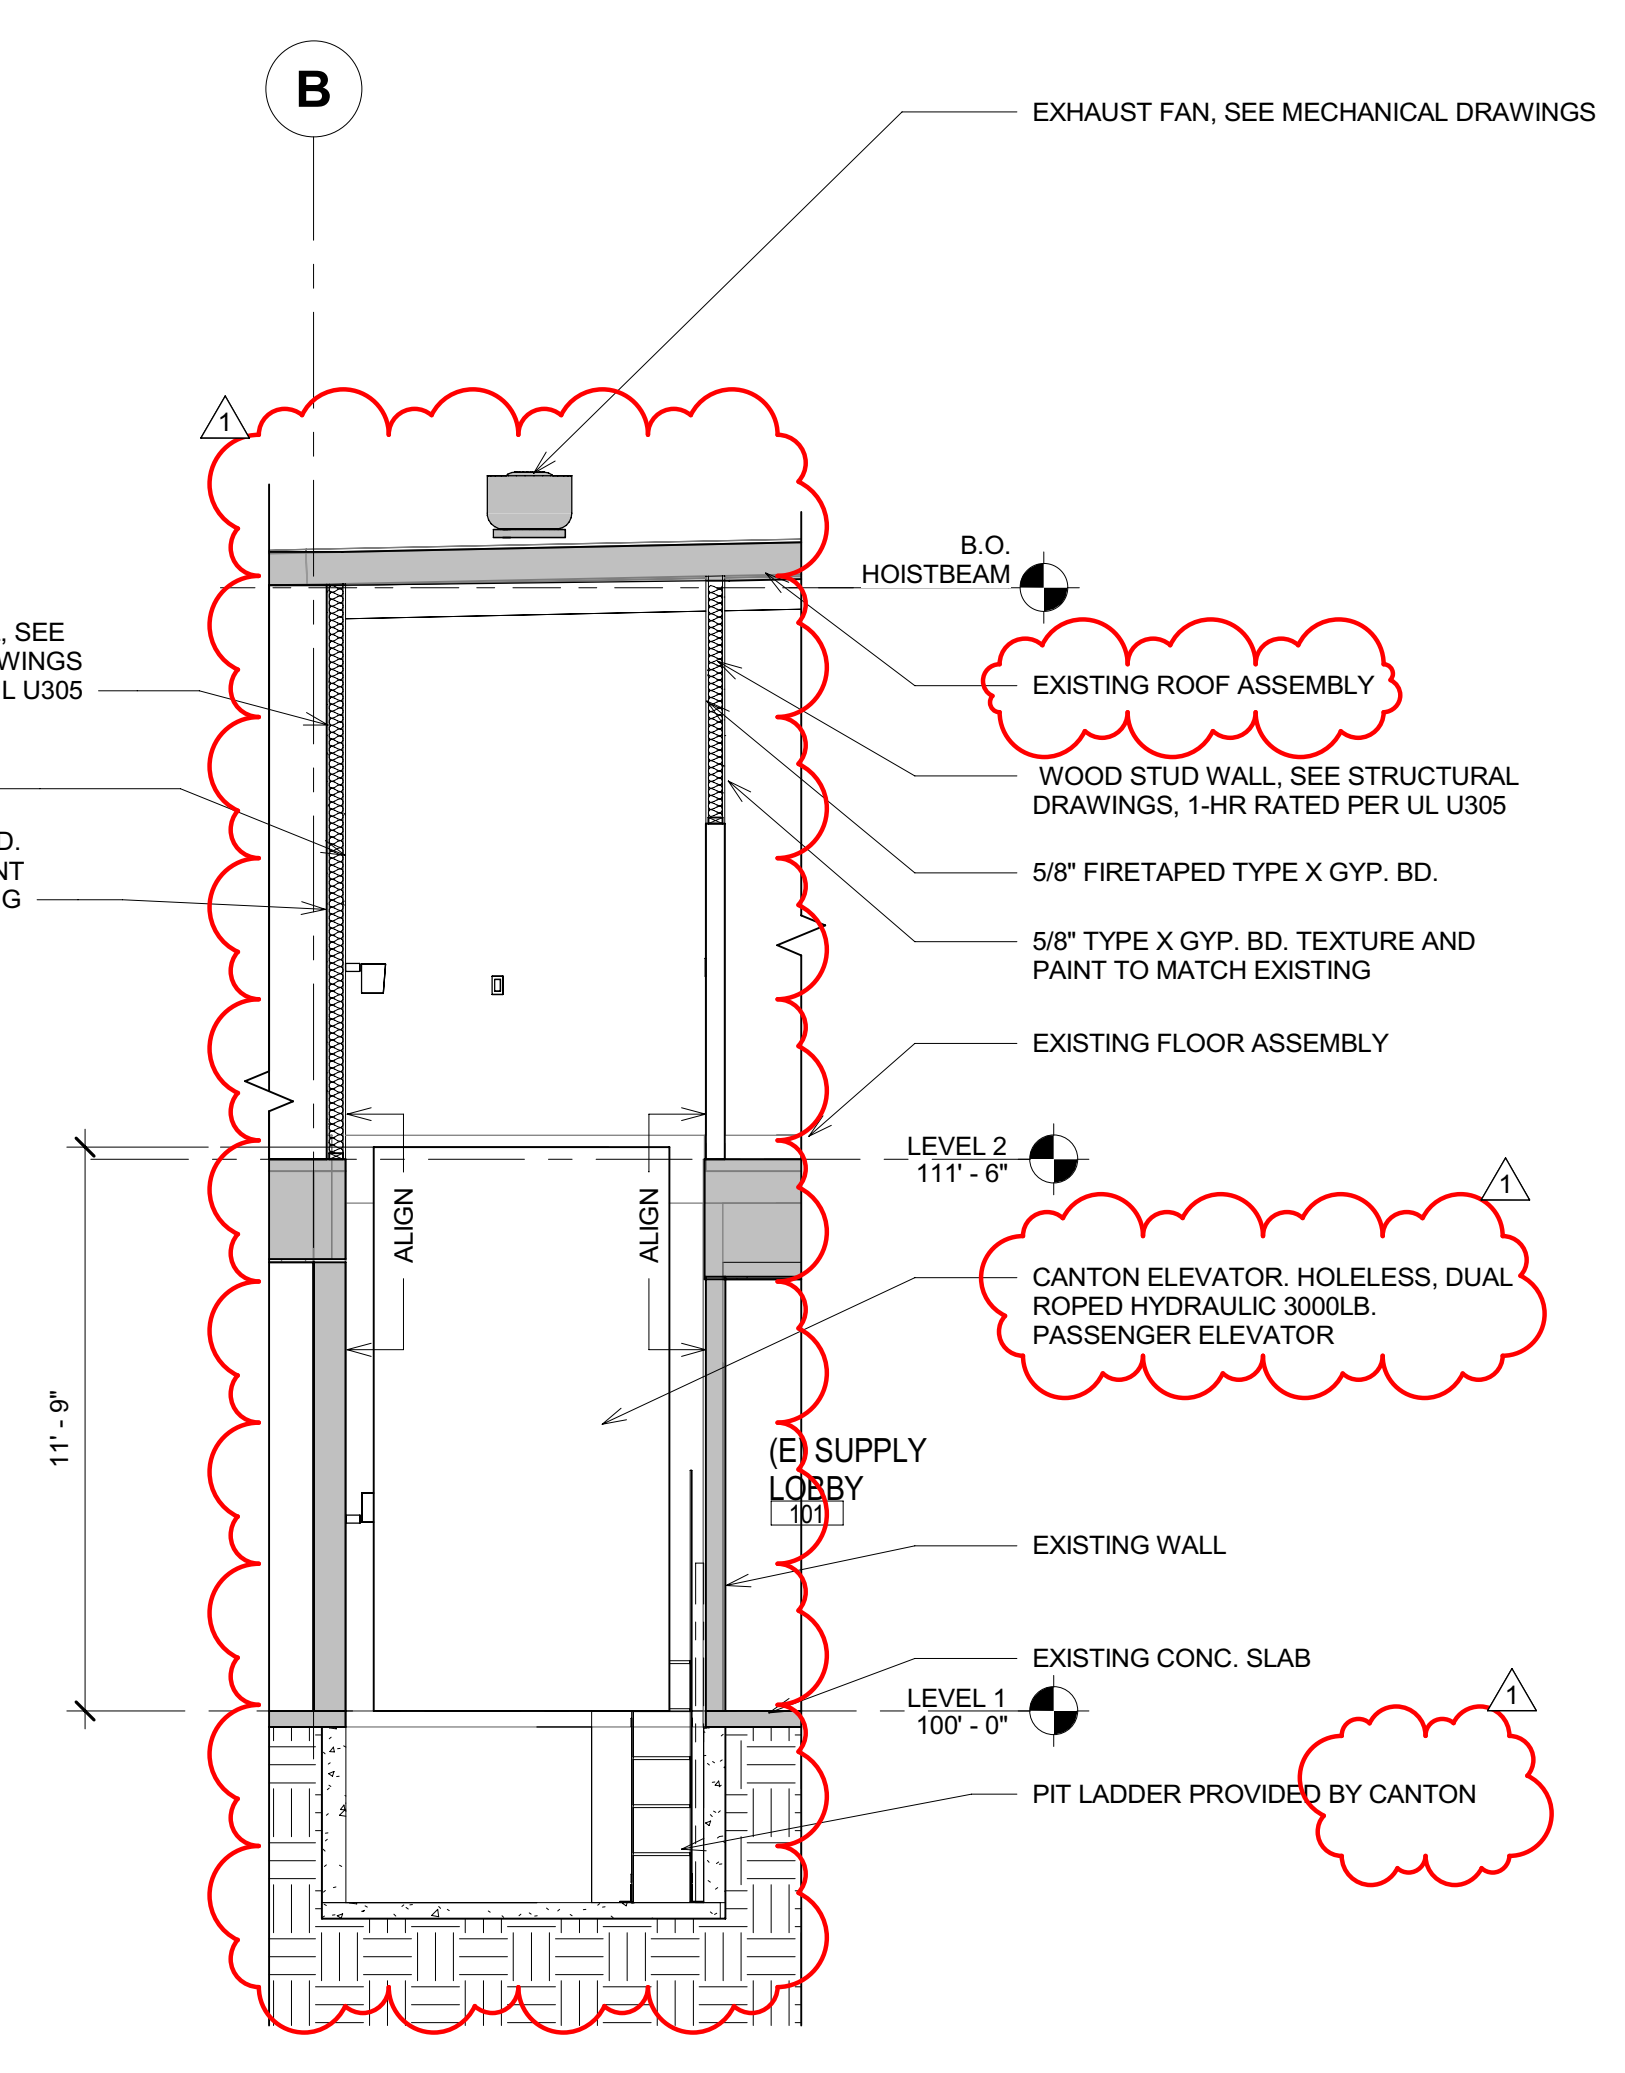 B
EXHAUST FAN, SEE MECHANICAL DRAWINGS
1
B.O.
HOISTBEAM
, SEE
WINGS
L U305
EXISTING ROOF ASSEMBLY
WOOD STUD WALL, SEE STRUCTURAL
DRAWINGS, 1-HR RATED PER UL U305
D.
NT
G
5/8" FIRETAPED TYPE X GYP. BD.
5/8" TYPE X GYP. BD. TEXTURE AND
PAINT TO MATCH EXISTING
EXISTING FLOOR ASSEMBLY
LEVEL 2
111' - 6"
1
ALIGN
ALIGN
CANTON ELEVATOR. HOLELESS, DUAL
ROPED HYDRAULIC 3000LB.
PASSENGER ELEVATOR
11' - 9"
(E) SUPPLY
LOBBY
101
EXISTING WALL
EXISTING CONC. SLAB
LEVEL 1
100' - 0"
1
PIT LADDER PROVIDED BY CANTON